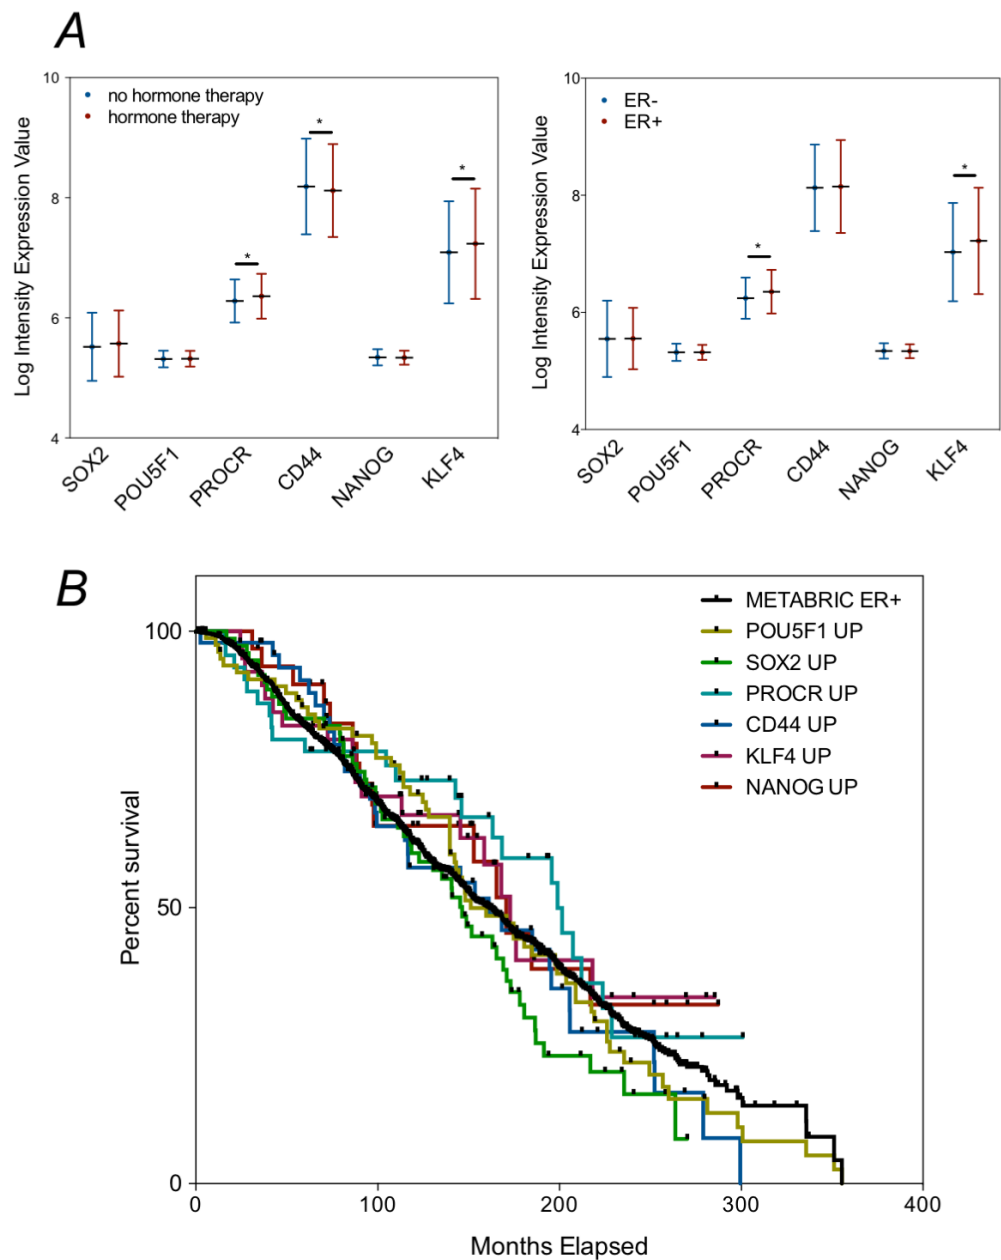 A
Log Intensity Expression Value
10
8
6
4
no hormone therapy
hormone therapy
*
*
*
SOX2
POU5F1
PROCR
CD44
NANOG
KLF4
Log Intensity Expression Value
10
8
6
4
ER-
ER+
*
*
SOX2
POU5F1
PROCR
CD44
NANOG
KLF4
B
Percent survival
100
50
0
METABRIC ER+
POU5F1 UP
SOX2 UP
PROCR UP
CD44 UP
KLF4 UP
NANOG UP
0
100
200
300
400
Months Elapsed